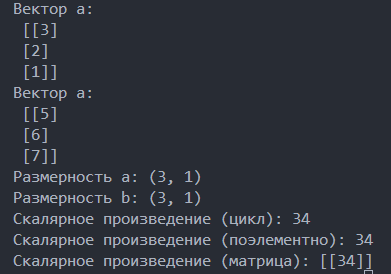 Вектор a:
[[3]
[2]
[1]]
Вектор a:
[[5]
[6]
[7]]
Размерность a: (3, 1)
Размерность b: (3, 1)
Скалярное произведение (цикл): 34
Скалярное произведение (поэлементно): 34
Скалярное произведение (матрица): [[34]]